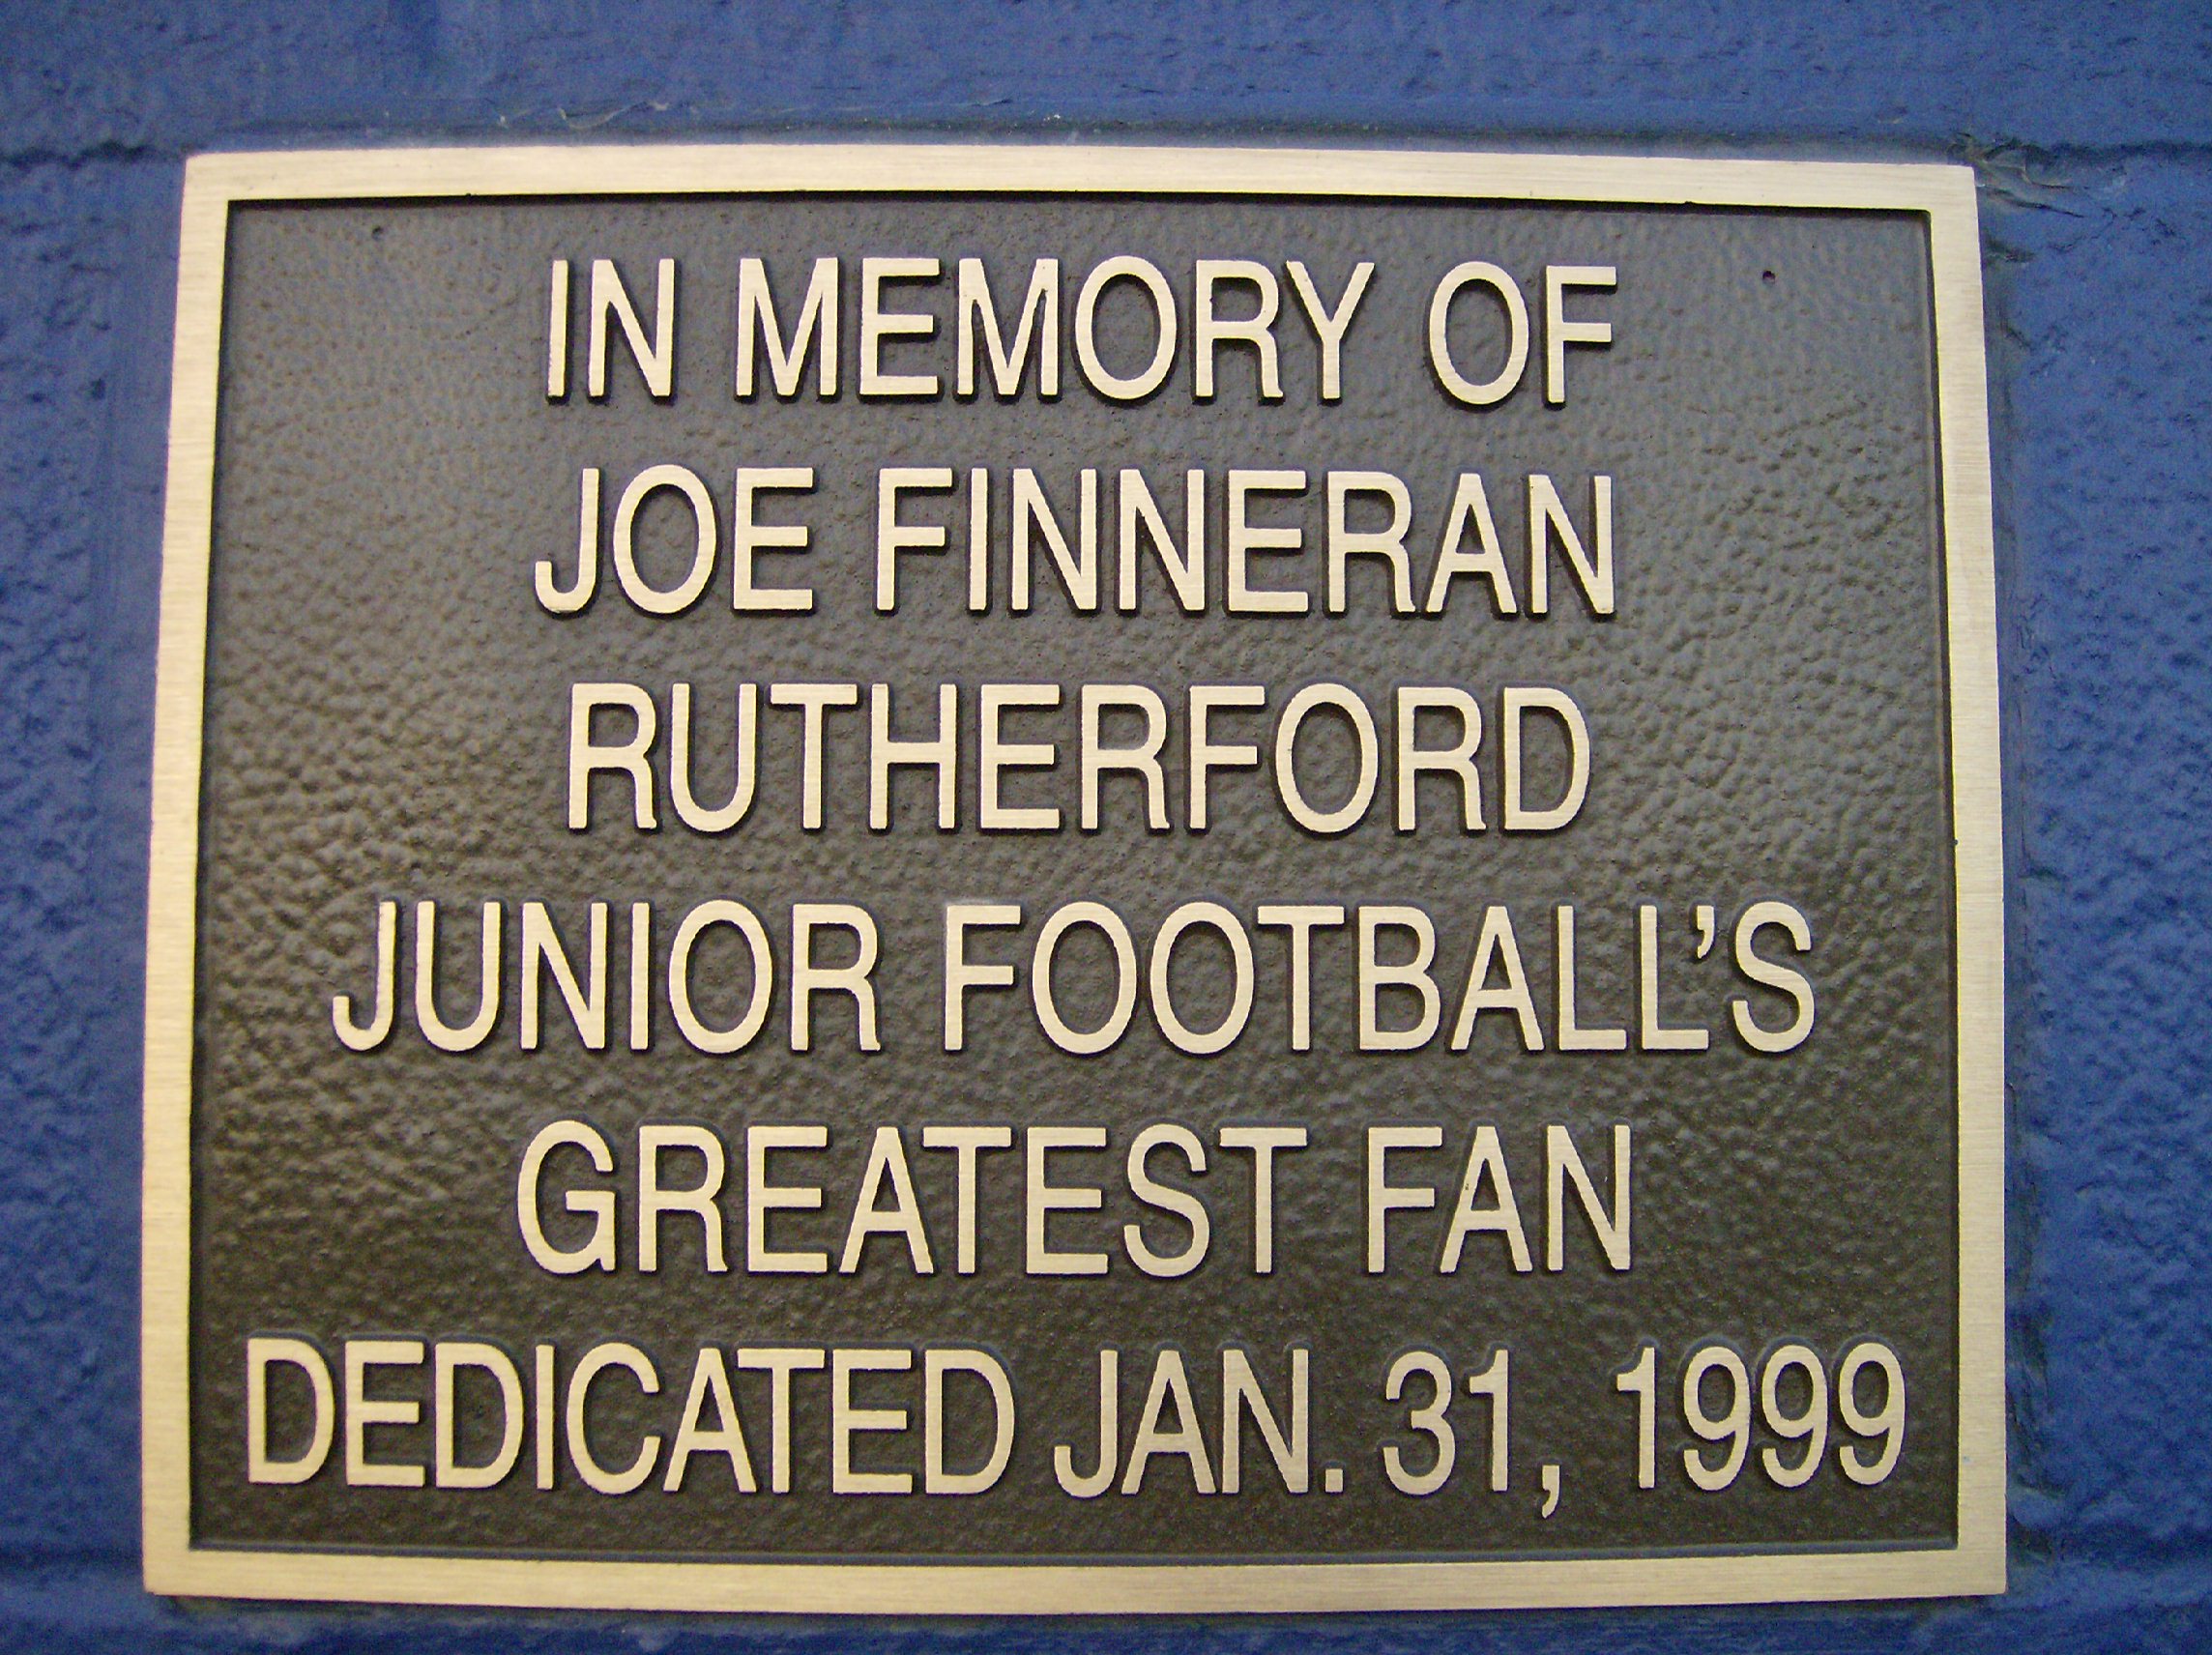 IN MEMORY OF
JOE FINNERAN
RUTHERFORD
JUNIOR FOOTBALL'S
GREATEST FAN
DEDICATED JAN. 31, 1999